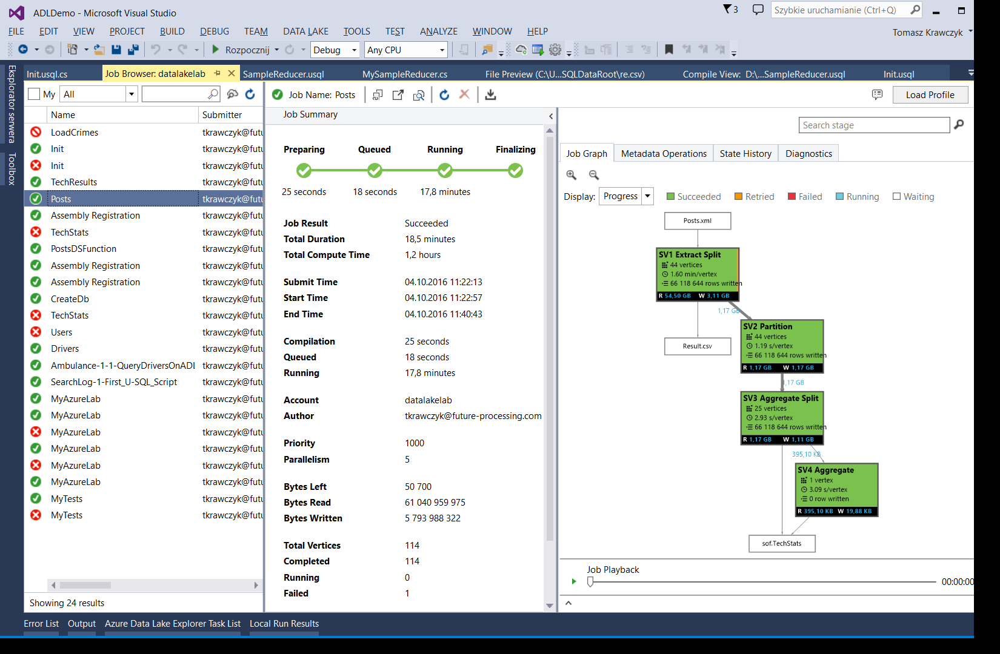 ADLDemo - Microsoft Visual Studio
3
Szybkie uruchamianie (Ctrl+Q)
FILE EDIT VIEW PROJECT BUILD DEBUG TEAM DATA LAKE TOOLS TEST ANALYZE WINDOW HELP
Tomasz Krawczyk
Rozpocznij Debug Any CPU
Eksplorator serwera
Toolbox
Init.usql.cs Job Browser: datalakelab SampleReducer.usql MySampleReducer.cs File Preview (C:\U...SQLDataRoot\re.csv) Compile View: D:\...SampleReducer.usql Init.usql
My All
Name Submitter
LoadCrimes tkrawczyk@futu
Init tkrawczyk@futu
Init tkrawczyk@futu
TechResults tkrawczyk@futu
Posts tkrawczyk@futu
Assembly Registration tkrawczyk@futu
TechStats tkrawczyk@futu
PostsDSFunction tkrawczyk@futu
Assembly Registration tkrawczyk@futu
Assembly Registration tkrawczyk@futu
CreateDb tkrawczyk@futu
TechStats tkrawczyk@futu
Users tkrawczyk@futu
Drivers tkrawczyk@futu
Ambulance-1-1-QueryDriversOnADL tkrawczyk@futu
SearchLog-1-First_U-SQL_Script tkrawczyk@futu
MyAzureLab tkrawczyk@futu
MyAzureLab tkrawczyk@futu
MyAzureLab tkrawczyk@futu
MyAzureLab tkrawczyk@futu
MyAzureLab tkrawczyk@futu
MyAzureLab tkrawczyk@futu
MyTests tkrawczyk@futu
MyTests tkrawczyk@futu
Showing 24 results
Job Name: Posts
Load Profile
Job Summary
Preparing Queued Running Finalizing
25 seconds 18 seconds 17,8 minutes
Job Result Succeeded
Total Duration 18,5 minutes
Total Compute Time 1,2 hours
Submit Time 04.10.2016 11:22:13
Start Time 04.10.2016 11:22:57
End Time 04.10.2016 11:40:43
Compilation 25 seconds
Queued 18 seconds
Running 17,8 minutes
Account datalakelab
Author tkrawczyk@future-processing.com
Priority 1000
Parallelism 5
Bytes Left 50 700
Bytes Read 61 040 959 975
Bytes Written 5 793 988 322
Total Vertices 114
Completed 114
Running 0
Failed 1
Search stage
Job Graph Metadata Operations State History Diagnostics
Display: Progress Succeeded Retried Failed Running Waiting
Posts.xml
SV1 Extract Split
44 vertices
1.60 min/vertex
66 118 644 rows written
R 54,50 GB W 3,11 GB
1,17 GB
SV2 Partition
44 vertices
1.19 s/vertex
66 118 644 rows written
R 1,17 GB W 1,17 GB
Result.csv
1,17 GB
SV3 Aggregate Split
25 vertices
2.93 s/vertex
66 118 644 rows written
R 1,17 GB W 1,11 GB
395,10 KB
SV4 Aggregate
1 vertex
3.09 s/vertex
0 row written
R 395,10 KB W 19,88 KB
sof.TechStats
Job Playback
00:00:00
Error List Output Azure Data Lake Explorer Task List Local Run Results